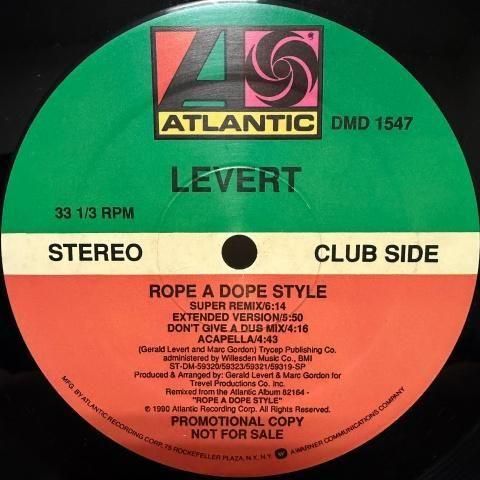 ATLANTIC
DMD 1547
LEVERT
33 1/3 RPM
STEREO
CLUB SIDE
ROPE A DOPE STYLE
SUPER REMIX/6:14
EXTENDED VERSION/5:50
DON'T GIVE A DUB MIX/4:16
ACAPELLA/4:43
(Gerald Levert and Marc Gordon) Trycep Publishing Co.
administered by Willesden Music Co., BMI
ST-DM-59320/59323/59321/59319-SP
Produced & Arranged by: Gerald Levert & Marc Gordon for
Trevel Productions Co. Inc.
Remixed from the Atlantic Album 82164 -
"ROPE A DOPE STYLE"
℗ © 1990 Atlantic Recording Corp. All Rights Reserved.
PROMOTIONAL COPY
NOT FOR SALE
MFG. BY ATLANTIC RECORDING CORP. 75 ROCKEFELLER PLAZA, N.Y., N.Y. A WARNER COMMUNICATIONS COMPANY